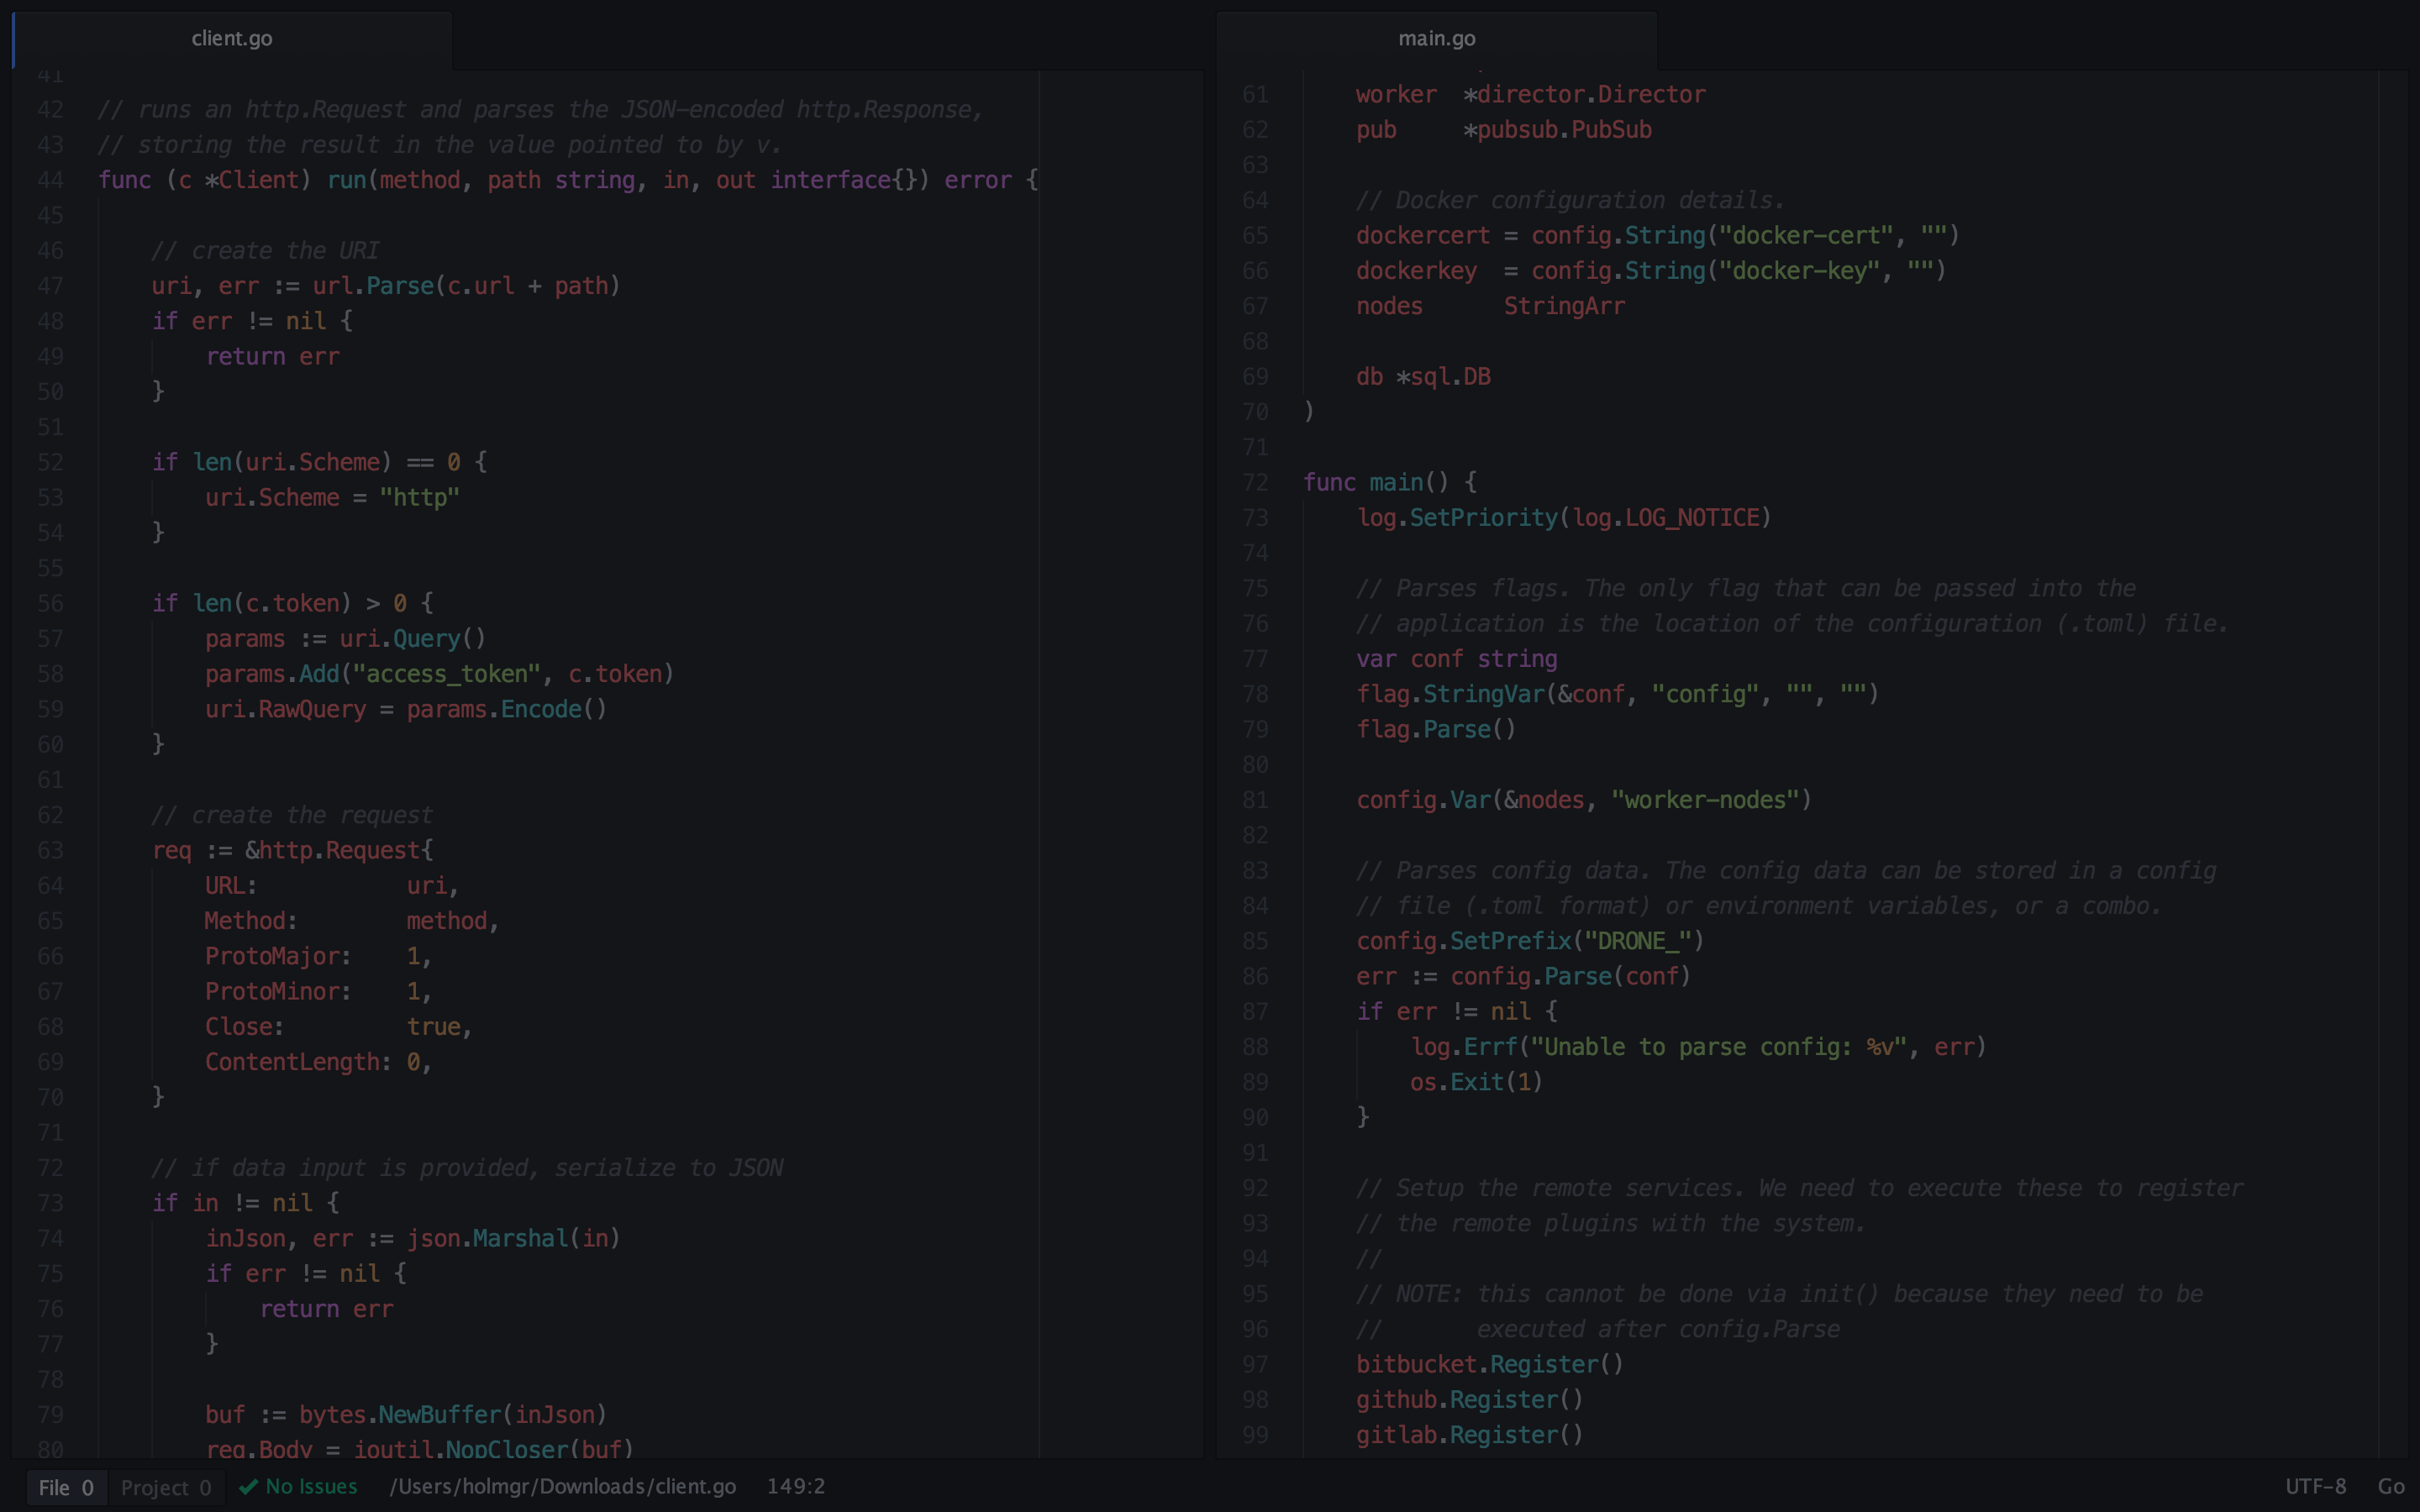 client.go
41
42 // runs an http.Request and parses the JSON-encoded http.Response,
43 // storing the result in the value pointed to by v.
44 func (c *Client) run(method, path string, in, out interface{}) error {
45
46     // create the URI
47     uri, err := url.Parse(c.url + path)
48     if err != nil {
49         return err
50     }
51
52     if len(uri.Scheme) == 0 {
53         uri.Scheme = "http"
54     }
55
56     if len(c.token) > 0 {
57         params := uri.Query()
58         params.Add("access_token", c.token)
59         uri.RawQuery = params.Encode()
60     }
61
62     // create the request
63     req := &http.Request{
64         URL:           uri,
65         Method:        method,
66         ProtoMajor:    1,
67         ProtoMinor:    1,
68         Close:         true,
69         ContentLength: 0,
70     }
71
72     // if data input is provided, serialize to JSON
73     if in != nil {
74         inJson, err := json.Marshal(in)
75         if err != nil {
76             return err
77         }
78
79         buf := bytes.NewBuffer(inJson)
80         req.Body = ioutil.NopCloser(buf)
main.go
61     worker  *director.Director
62     pub     *pubsub.PubSub
63
64     // Docker configuration details.
65     dockercert = config.String("docker-cert", "")
66     dockerkey  = config.String("docker-key", "")
67     nodes      StringArr
68
69     db *sql.DB
70 )
71
72 func main() {
73     log.SetPriority(log.LOG_NOTICE)
74
75     // Parses flags. The only flag that can be passed into the
76     // application is the location of the configuration (.toml) file.
77     var conf string
78     flag.StringVar(&conf, "config", "", "")
79     flag.Parse()
80
81     config.Var(&nodes, "worker-nodes")
82
83     // Parses config data. The config data can be stored in a config
84     // file (.toml format) or environment variables, or a combo.
85     config.SetPrefix("DRONE_")
86     err := config.Parse(conf)
87     if err != nil {
88         log.Errf("Unable to parse config: %v", err)
89         os.Exit(1)
90     }
91
92     // Setup the remote services. We need to execute these to register
93     // the remote plugins with the system.
94     //
95     // NOTE: this cannot be done via init() because they need to be
96     //       executed after config.Parse
97     bitbucket.Register()
98     github.Register()
99     gitlab.Register()
File 0 Project 0 No Issues /Users/holmgr/Downloads/client.go 149:2 UTF-8 Go